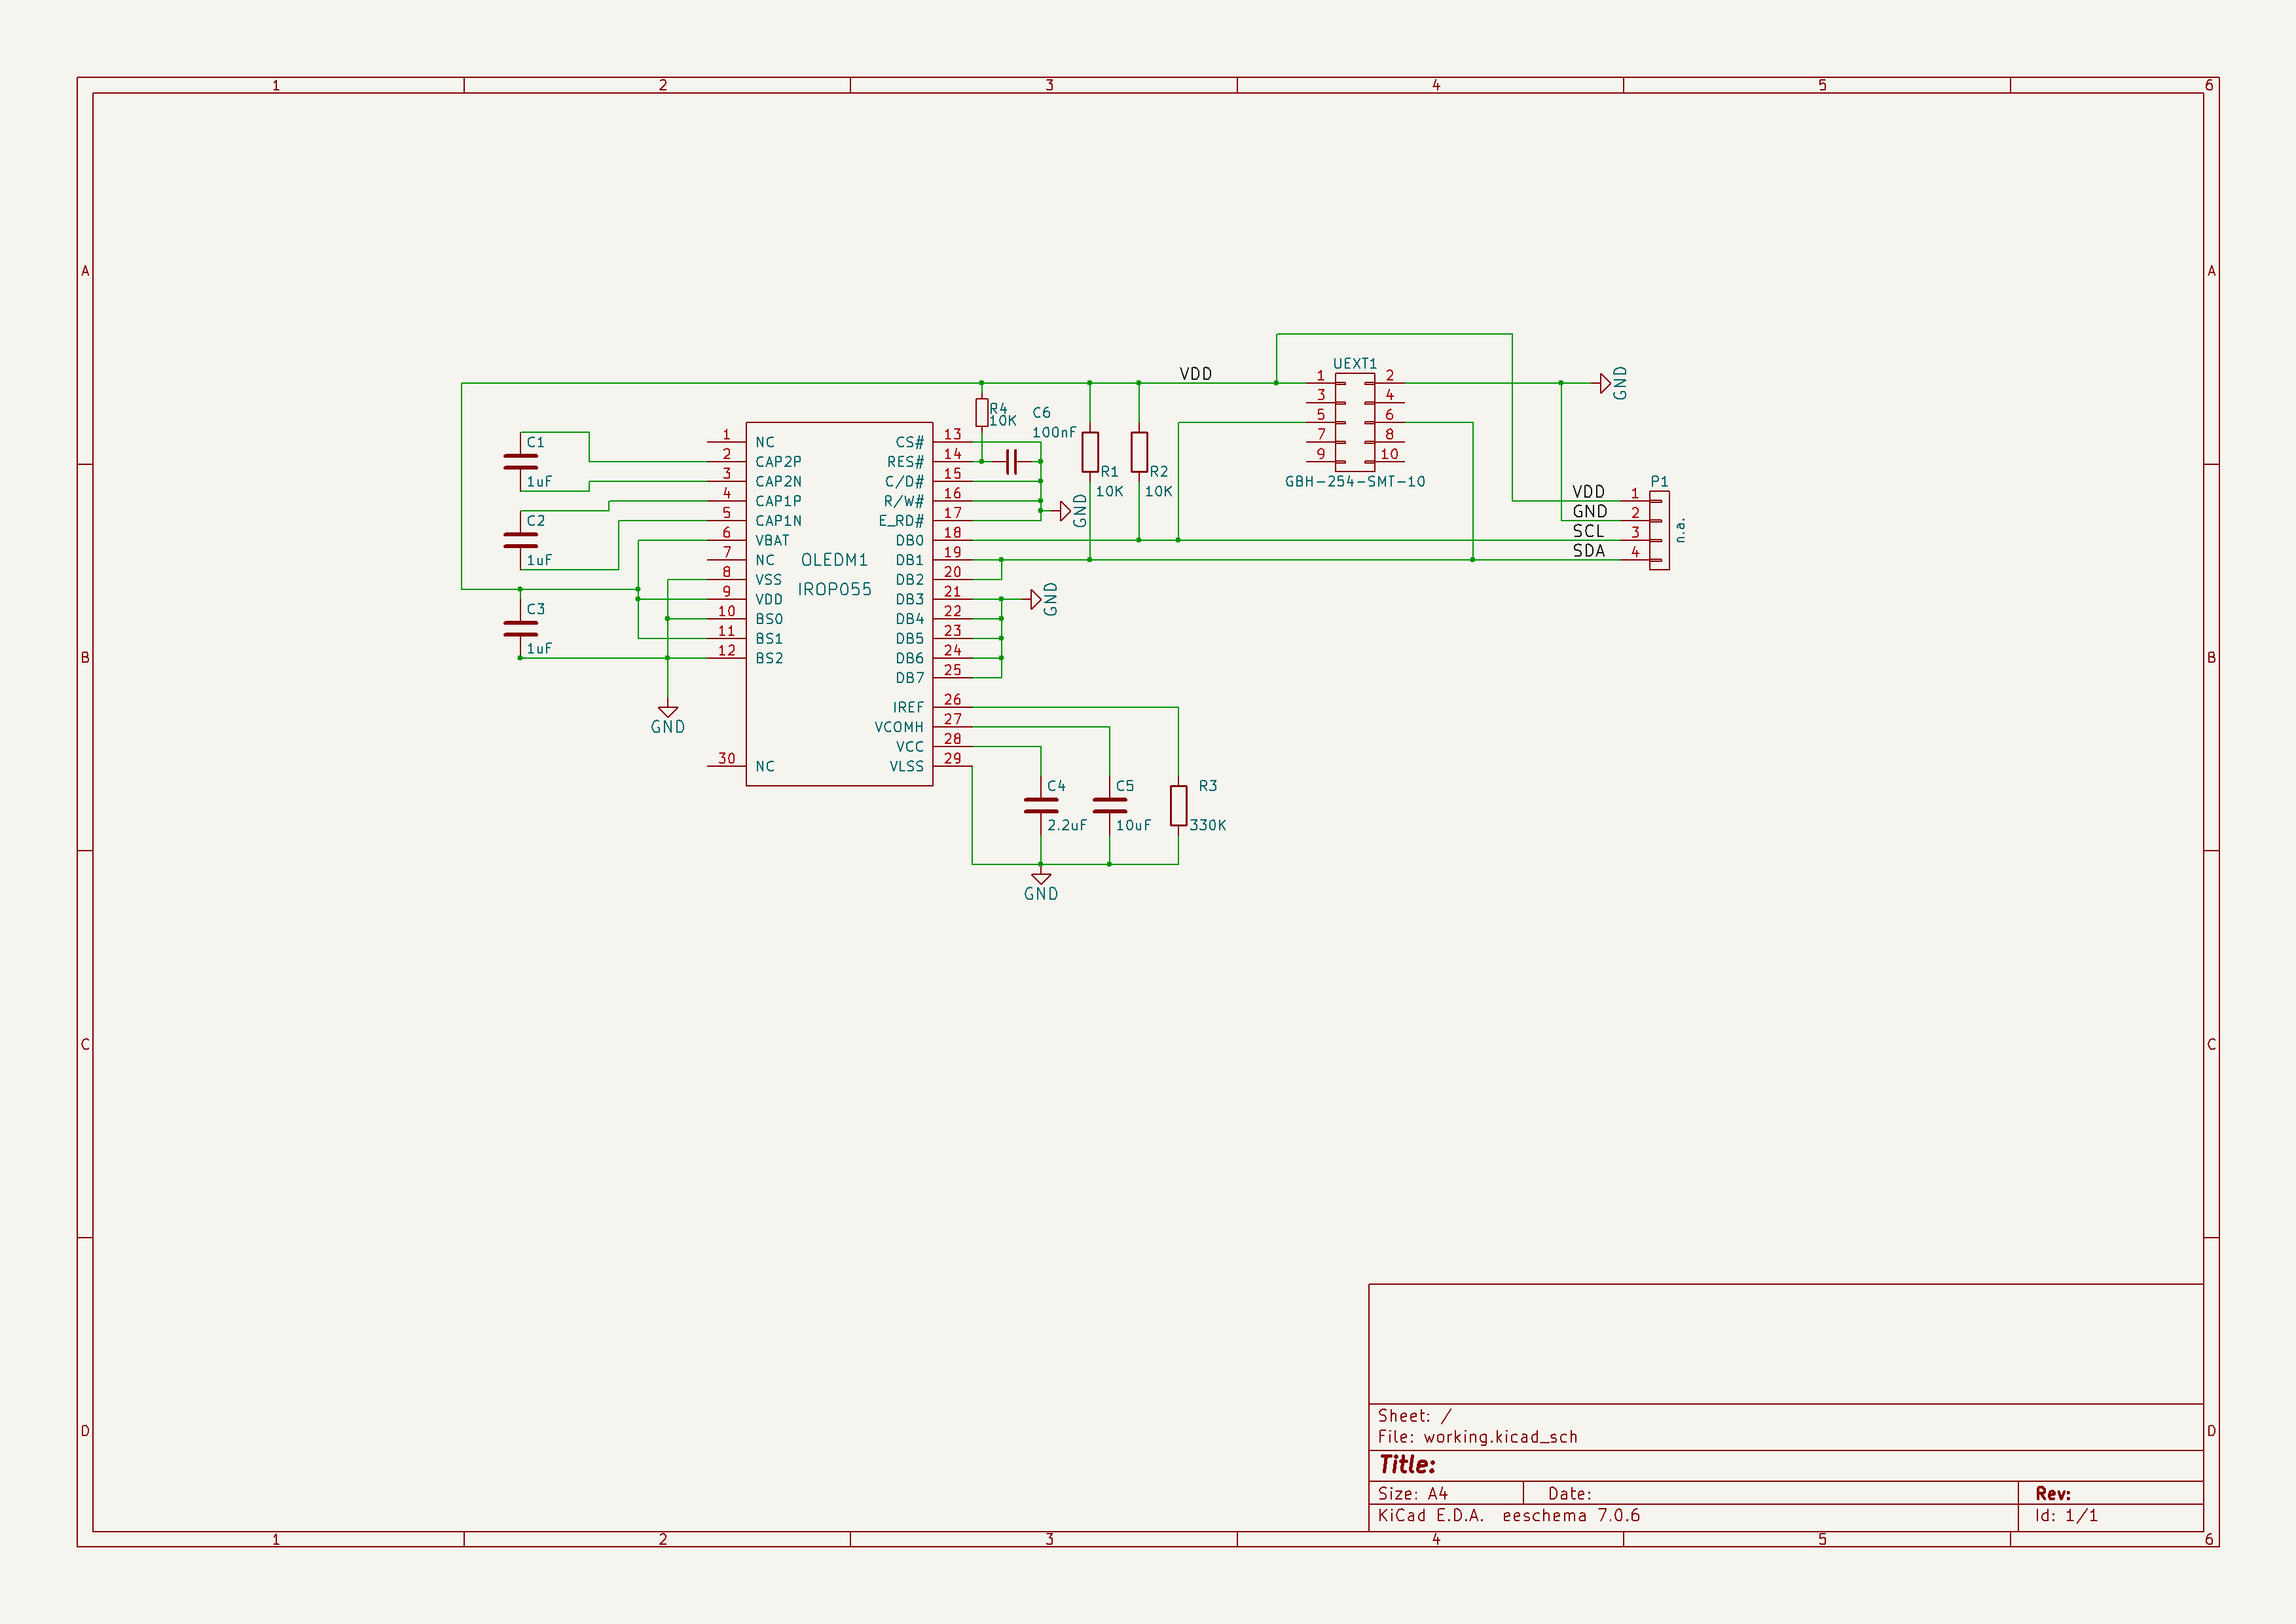 1 2 3 4 5 6
A A
B B
C C
D D
1 2 3 4 5 6
VDD
UEXT1
1 2
3 4
5 6
7 8
9 10
GBH-254-SMT-10
GND
R4
10K
C6
100nF
R1
10K
R2
10K
C1
1uF
C2
1uF
C3
1uF
OLEDM1
IROP055
1 NC
2 CAP2P
3 CAP2N
4 CAP1P
5 CAP1N
6 VBAT
7 NC
8 VSS
9 VDD
10 BS0
11 BS1
12 BS2
30 NC
CS# 13
RES# 14
C/D# 15
R/W# 16
E_RD# 17
DB0 18
DB1 19
DB2 20
DB3 21
DB4 22
DB5 23
DB6 24
DB7 25
IREF 26
VCOMH 27
VCC 28
VLSS 29
GND
GND
GND
P1
VDD 1
GND 2
SCL 3
SDA 4
n.a.
C4
2.2uF
C5
10uF
R3
330K
GND
Sheet: /
File: working.kicad_sch
Title:
Size: A4 Date: Rev:
KiCad E.D.A. eeschema 7.0.6 Id: 1/1